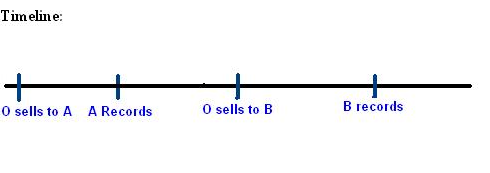 Timeline:
O sells to A
A Records
O sells to B
B records